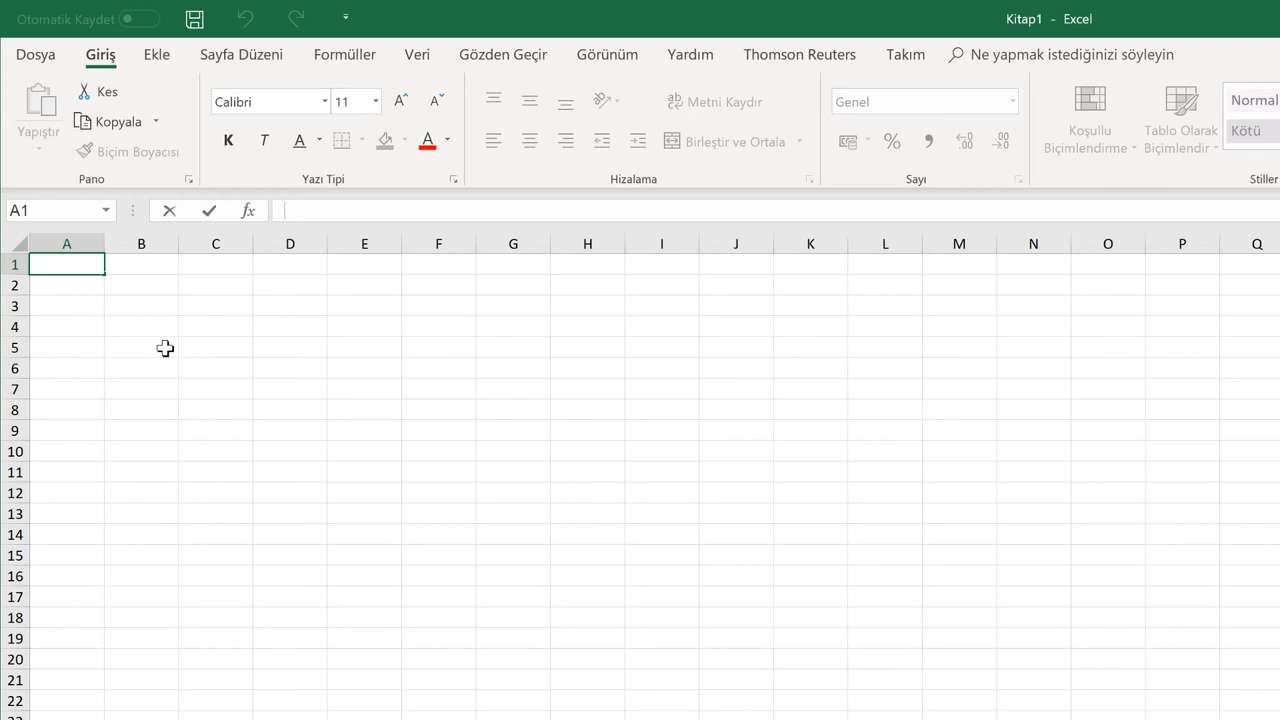 Otomatik Kaydet
Kitap1 - Excel
Dosya Giriş Ekle Sayfa Düzeni Formüller Veri Gözden Geçir Görünüm Yardım Thomson Reuters Takım Ne yapmak istediğinizi söyleyin
Yapıştır
Kes
Kopyala
Biçim Boyacısı
Pano
Calibri 11
K T A A
Yazı Tipi
ab Metni Kaydır
Birleştir ve Ortala
Hizalama
Genel
%
Sayı
Koşullu
Biçimlendirme
Tablo Olarak
Biçimlendir
Normal
Kötü
Stiller
A1 fx
A B C D E F G H I J K L M N O P Q
1
2
3
4
5
6
7
8
9
10
11
12
13
14
15
16
17
18
19
20
21
22